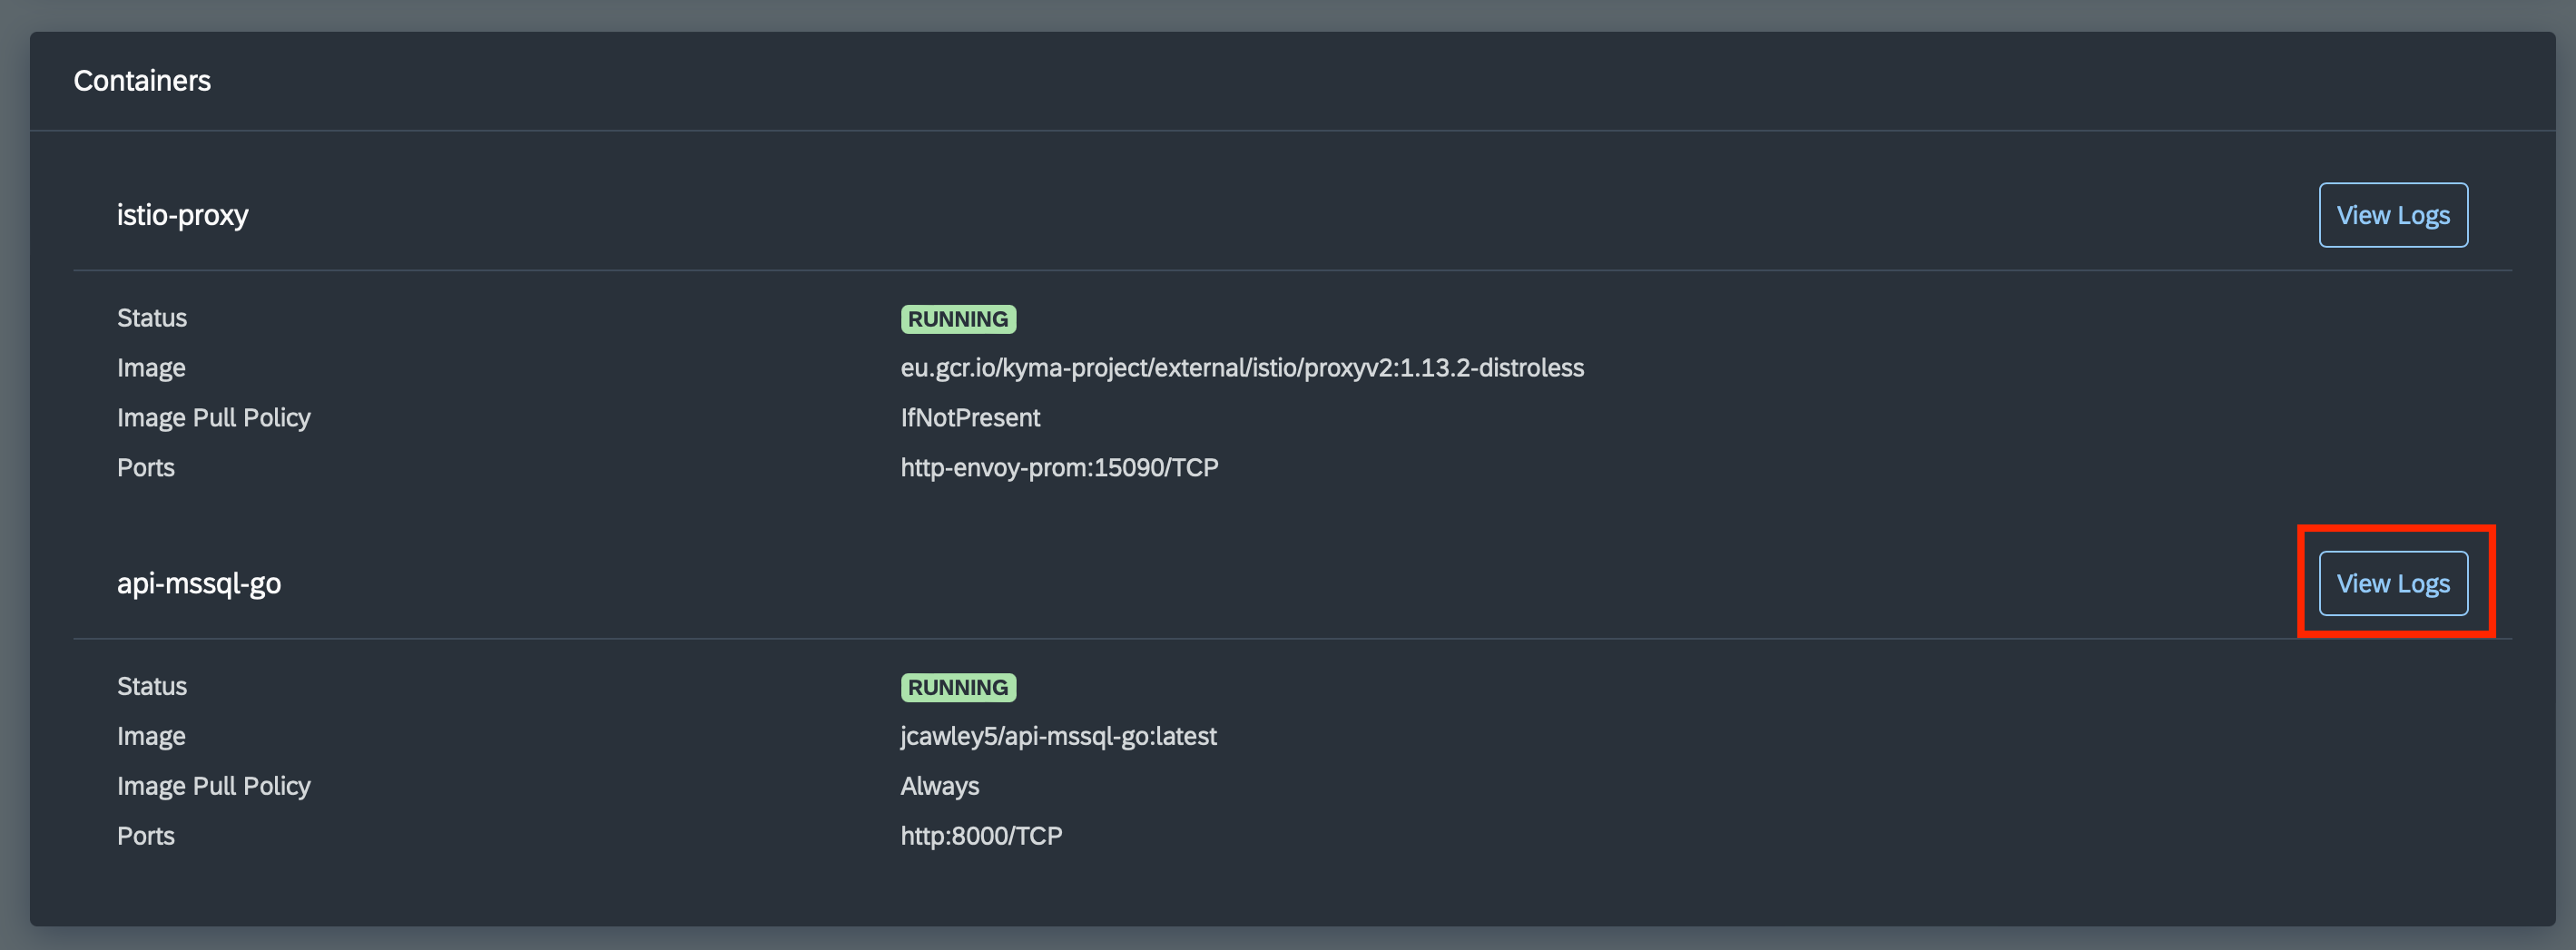 Containers
istio-proxy
View Logs
Status
RUNNING
Image
eu.gcr.io/kyma-project/external/istio/proxyv2:1.13.2-distroless
Image Pull Policy
IfNotPresent
Ports
http-envoy-prom:15090/TCP
api-mssql-go
View Logs
Status
RUNNING
Image
jcawley5/api-mssql-go:latest
Image Pull Policy
Always
Ports
http:8000/TCP